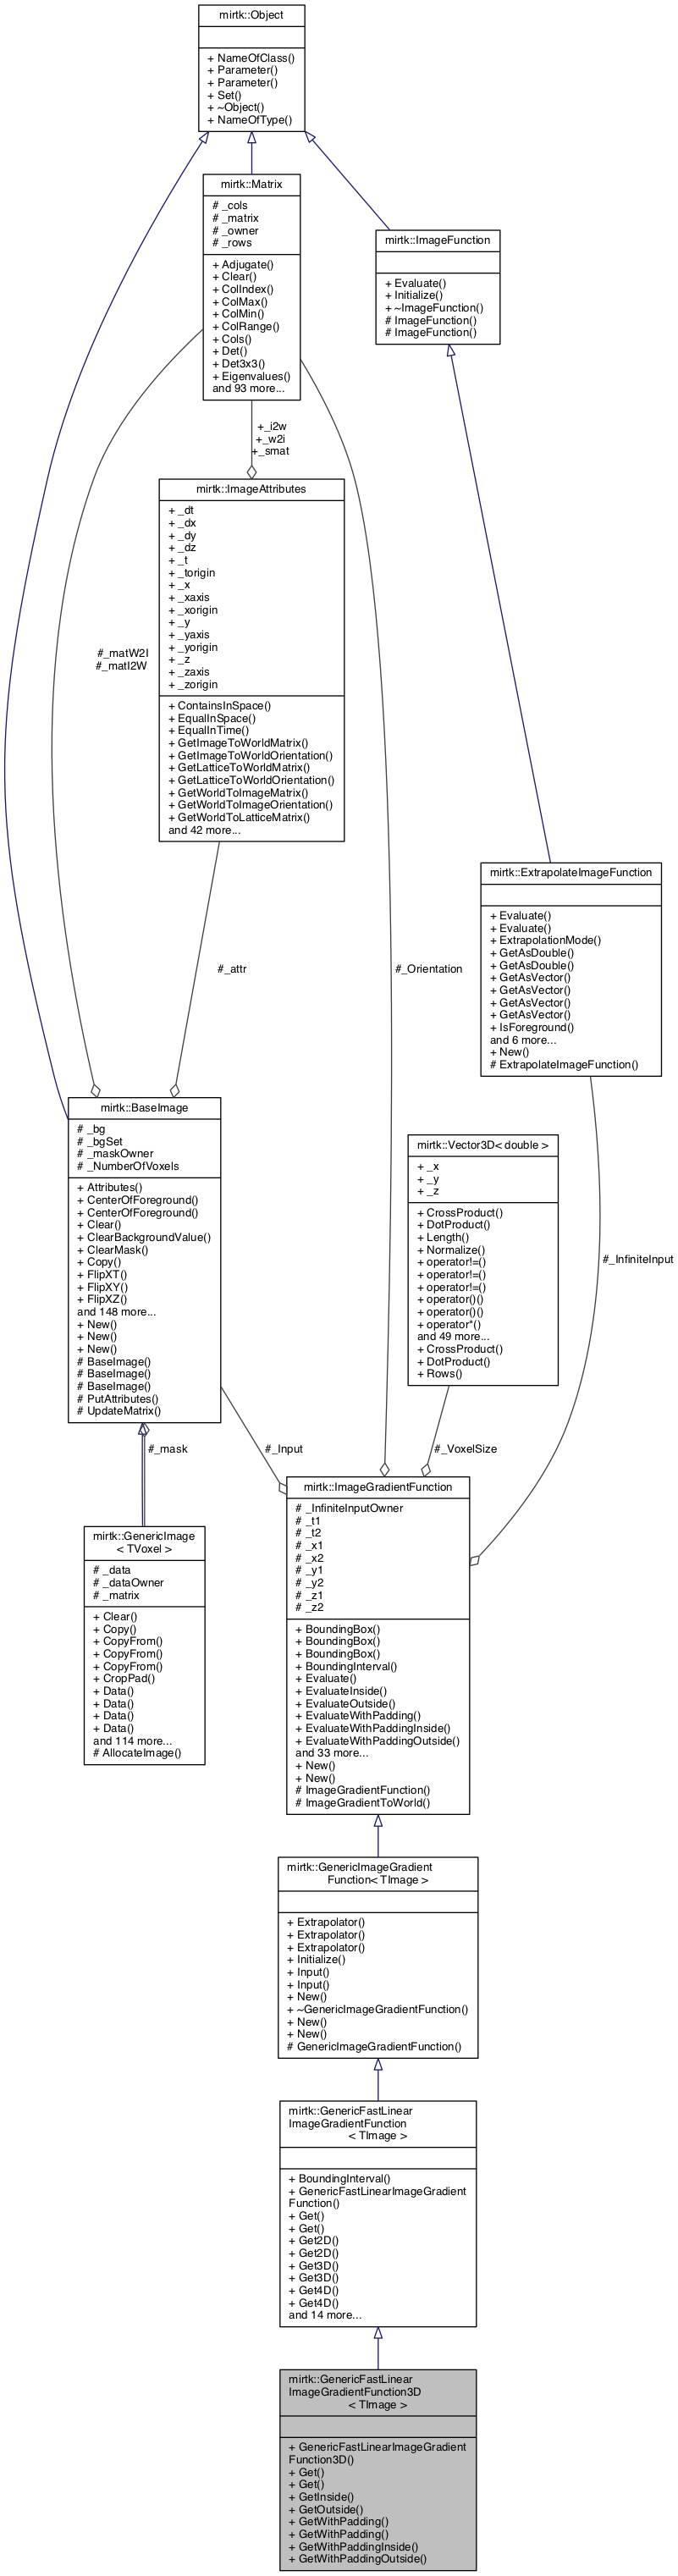 mirtk::Object
+ NameOfClass()
+ Parameter()
+ Parameter()
+ Set()
+ ~Object()
+ NameOfType()
mirtk::Matrix
# _cols
# _matrix
# _owner
# _rows
+ Adjugate()
+ Clear()
+ ColIndex()
+ ColMax()
+ ColMin()
+ ColRange()
+ Cols()
+ Det()
+ Det3x3()
+ Eigenvalues()
and 93 more...
mirtk::ImageFunction
+ Evaluate()
+ Initialize()
+ ~ImageFunction()
# ImageFunction()
# ImageFunction()
+_i2w
+_w2i
+_smat
mirtk::ImageAttributes
+ _dt
+ _dx
+ _dy
+ _dz
+ _t
+ _torigin
+ _x
+ _xaxis
+ _xorigin
+ _y
+ _yaxis
+ _yorigin
+ _z
+ _zaxis
+ _zorigin
+ ContainsInSpace()
+ EqualInSpace()
+ EqualInTime()
+ GetImageToWorldMatrix()
+ GetImageToWorldOrientation()
+ GetLatticeToWorldMatrix()
+ GetLatticeToWorldOrientation()
+ GetWorldToImageMatrix()
+ GetWorldToImageOrientation()
+ GetWorldToLatticeMatrix()
and 42 more...
#_matW2I
#_matI2W
mirtk::ExtrapolateImageFunction
+ Evaluate()
+ Evaluate()
+ ExtrapolationMode()
+ GetAsDouble()
+ GetAsDouble()
+ GetAsVector()
+ GetAsVector()
+ GetAsVector()
+ GetAsVector()
+ IsForeground()
and 6 more...
+ New()
# ExtrapolateImageFunction()
#_attr
#_Orientation
mirtk::BaseImage
# _bg
# _bgSet
# _maskOwner
# _NumberOfVoxels
+ Attributes()
+ CenterOfForeground()
+ CenterOfForeground()
+ Clear()
+ ClearBackgroundValue()
+ ClearMask()
+ Copy()
+ FlipXT()
+ FlipXY()
+ FlipXZ()
and 148 more...
+ New()
+ New()
+ New()
# BaseImage()
# BaseImage()
# BaseImage()
# PutAttributes()
# UpdateMatrix()
mirtk::Vector3D< double >
+ _x
+ _y
+ _z
+ CrossProduct()
+ DotProduct()
+ Length()
+ Normalize()
+ operator!=()
+ operator!=()
+ operator!=()
+ operator()()
+ operator()()
+ operator*()
and 49 more...
+ CrossProduct()
+ DotProduct()
+ Rows()
#_InfiniteInput
#_mask
#_Input
#_VoxelSize
mirtk::GenericImage
< TVoxel >
# _data
# _dataOwner
# _matrix
+ Clear()
+ Copy()
+ CopyFrom()
+ CopyFrom()
+ CopyFrom()
+ CropPad()
+ Data()
+ Data()
+ Data()
+ Data()
and 114 more...
# AllocateImage()
mirtk::ImageGradientFunction
# _InfiniteInputOwner
# _t1
# _t2
# _x1
# _x2
# _y1
# _y2
# _z1
# _z2
+ BoundingBox()
+ BoundingBox()
+ BoundingBox()
+ BoundingInterval()
+ Evaluate()
+ EvaluateInside()
+ EvaluateOutside()
+ EvaluateWithPadding()
+ EvaluateWithPaddingInside()
+ EvaluateWithPaddingOutside()
and 33 more...
+ New()
+ New()
# ImageGradientFunction()
# ImageGradientToWorld()
mirtk::GenericImageGradient
Function< TImage >
+ Extrapolator()
+ Extrapolator()
+ Extrapolator()
+ Initialize()
+ Input()
+ Input()
+ New()
+ ~GenericImageGradientFunction()
+ New()
+ New()
# GenericImageGradientFunction()
mirtk::GenericFastLinear
ImageGradientFunction
< TImage >
+ BoundingInterval()
+ GenericFastLinearImageGradient
Function()
+ Get()
+ Get()
+ Get2D()
+ Get2D()
+ Get3D()
+ Get3D()
+ Get4D()
+ Get4D()
and 14 more...
mirtk::GenericFastLinear
ImageGradientFunction3D
< TImage >
+ GenericFastLinearImageGradient
Function3D()
+ Get()
+ Get()
+ GetInside()
+ GetOutside()
+ GetWithPadding()
+ GetWithPadding()
+ GetWithPaddingInside()
+ GetWithPaddingOutside()